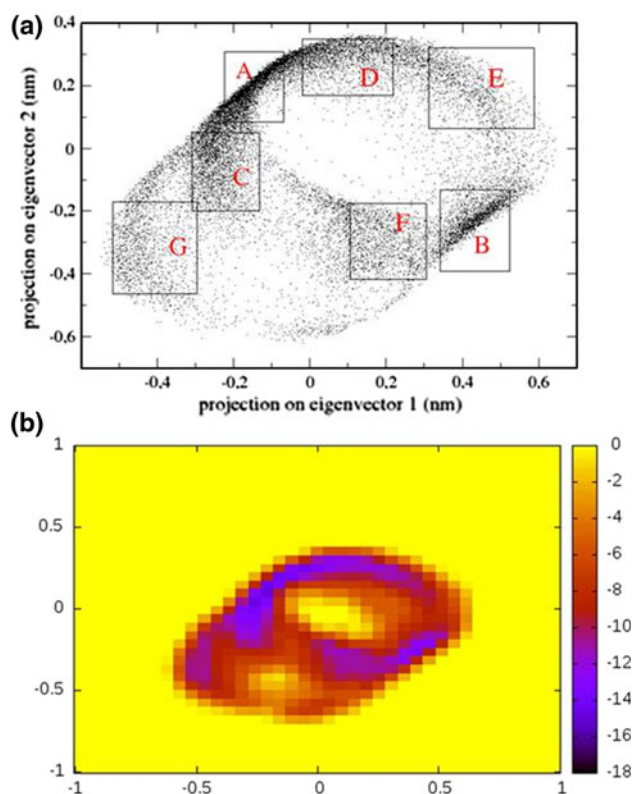 (a)
0.4
0.2
0
-0.2
-0.4
-0.6
projection on eigenvector 2 (nm)
A
D
E
C
F
G
B
-0.4 -0.2 0 0.2 0.4 0.6
projection on eigenvector 1 (nm)
(b)
1
0.5
0
-0.5
-1
-1 -0.5 0 0.5 1
0
-2
-4
-6
-8
-10
-12
-14
-16
-18